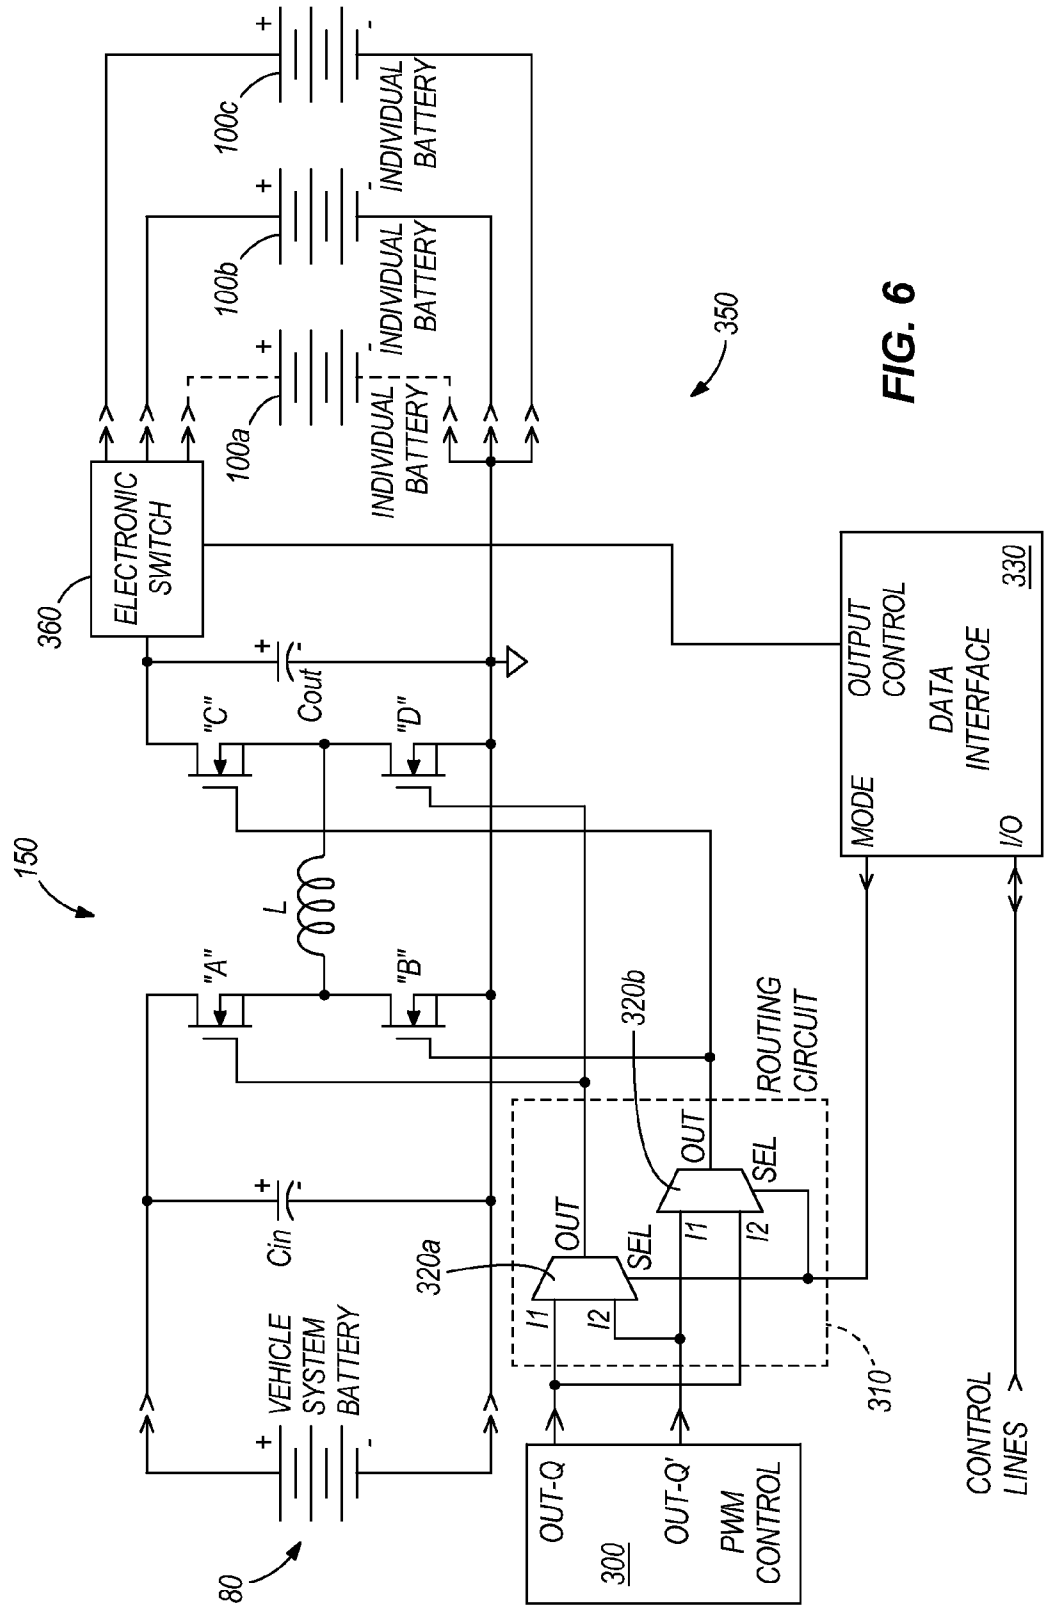 80
+
-
VEHICLE
SYSTEM
BATTERY
Cin
+
-
150
"A"
"B"
L
"C"
"D"
Cout
+
-
360
ELECTRONIC
SWITCH
100a
+
-
INDIVIDUAL
BATTERY
100b
+
-
INDIVIDUAL
BATTERY
100c
+
-
INDIVIDUAL
BATTERY
OUT-Q
300
OUT-Q'
PWM
CONTROL
320a
I1
I2
OUT
SEL
320b
I1
I2
OUT
SEL
ROUTING
CIRCUIT
310
MODE
OUTPUT
CONTROL
DATA
INTERFACE
330
I/O
CONTROL
LINES
350
FIG. 6